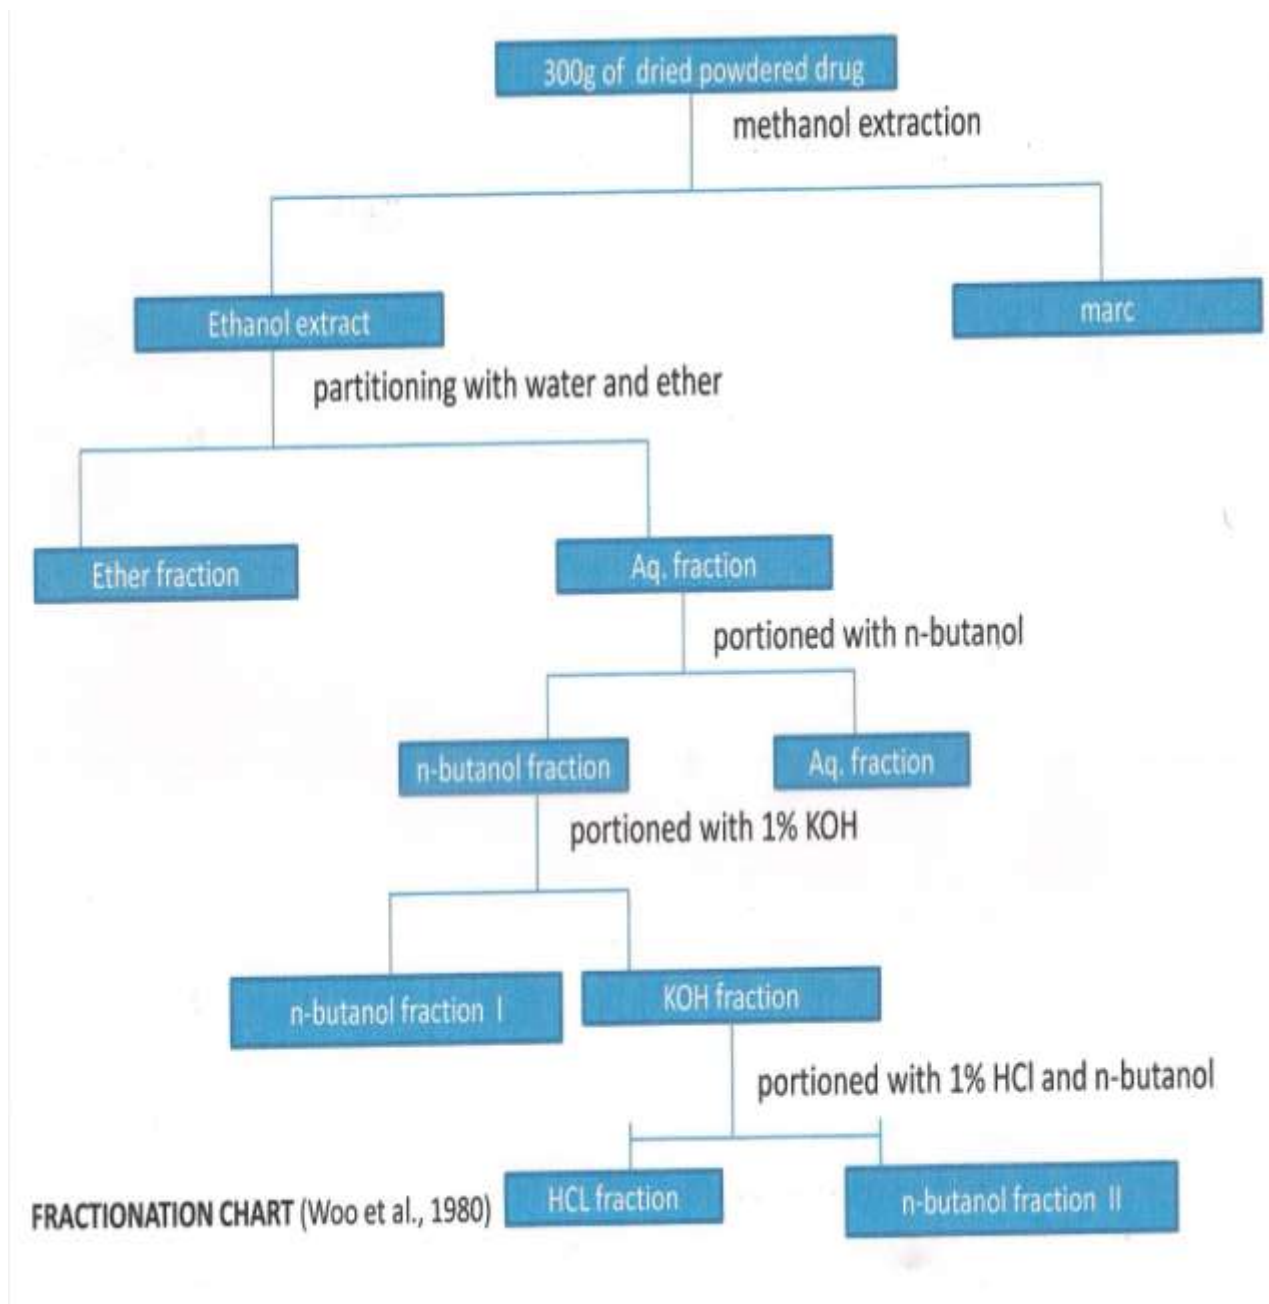 300g of dried powdered drug
methanol extraction
Ethanol extract
marc
partitioning with water and ether
Ether fraction
Aq. fraction
portioned with n-butanol
n-butanol fraction
Aq. fraction
portioned with 1% KOH
n-butanol fraction I
KOH fraction
portioned with 1% HCl and n-butanol
HCL fraction
n-butanol fraction II
FRACTIONATION CHART (Woo et al., 1980)